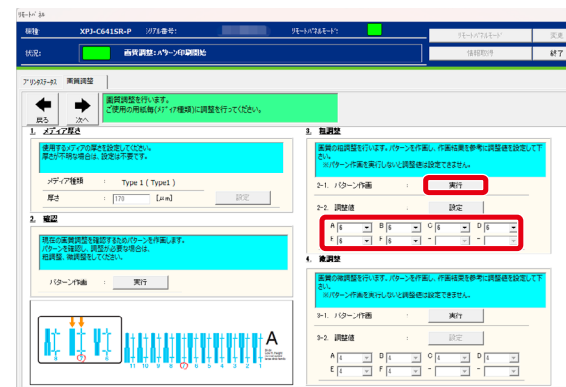 ﾘﾓｰﾄﾊﾟﾈﾙ
機種: XPJ-C641SR-P ｼﾘｱﾙ番号: ﾘﾓｰﾄﾊﾟﾈﾙﾓｰﾄﾞ: ﾘﾓｰﾄﾊﾟﾈﾙﾓｰﾄﾞ 変更
状況: 画質調整:ﾊﾟﾀｰﾝ印刷開始 情報取得 終了
ﾌﾟﾘﾝﾀｽﾃｰﾀｽ 画質調整
戻る 次へ
画質調整を行います。
ご使用の用紙毎(ﾒﾃﾞｨｱ種類)に調整を行ってください。
1. メディア厚さ
使用するメディアの厚さを設定してください。
厚さが不明な場合は、設定は不要です。
メディア種類 : Type 1 ( Type1 )
厚さ : 170 [μm] 設定
2. 確認
現在の画質調整を確認するためパターンを作画します。
パターンを確認し、調整が必要な場合は、
粗調整、微調整をしてください。
パターン作画 : 実行
A
11 10 9 8 7 6 5 4 3 2 1
3. 粗調整
画質の粗調整を行います。パターンを作画し、作画結果を参考に調整値を設定して下
さい。
※パターン作画を実行しないと調整値は設定できません。
2-1. パターン作画 : 実行
2-2. 調整値 : 設定
A 6 B 6 C 6 D 6
E 6 F 6 - -
4. 微調整
画質の微調整を行います。パターンを作画し、作画結果を参考に調整値を設定して下
さい。
※パターン作画を実行しないと調整値は設定できません。
3-1. パターン作画 : 実行
3-2. 調整値 : 設定